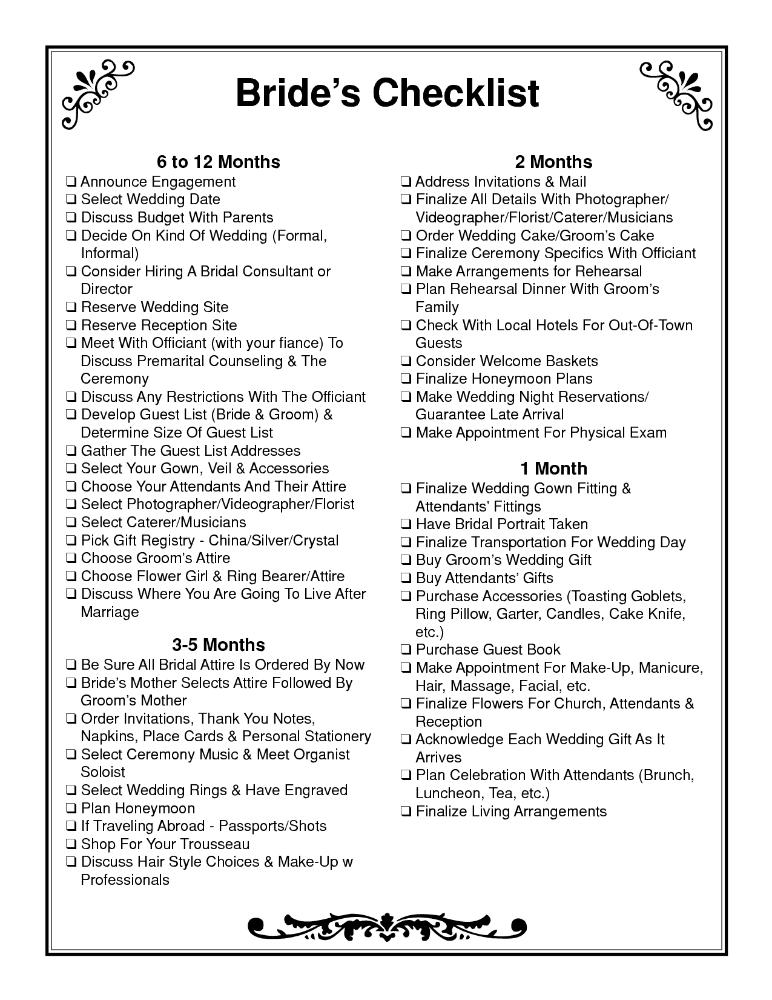 Bride's Checklist
6 to 12 Months
❏ Announce Engagement
❏ Select Wedding Date
❏ Discuss Budget With Parents
❏ Decide On Kind Of Wedding (Formal,
Informal)
❏ Consider Hiring A Bridal Consultant or
Director
❏ Reserve Wedding Site
❏ Reserve Reception Site
❏ Meet With Officiant (with your fiance) To
Discuss Premarital Counseling & The
Ceremony
❏ Discuss Any Restrictions With The Officiant
❏ Develop Guest List (Bride & Groom) &
Determine Size Of Guest List
❏ Gather The Guest List Addresses
❏ Select Your Gown, Veil & Accessories
❏ Choose Your Attendants And Their Attire
❏ Select Photographer/Videographer/Florist
❏ Select Caterer/Musicians
❏ Pick Gift Registry - China/Silver/Crystal
❏ Choose Groom's Attire
❏ Choose Flower Girl & Ring Bearer/Attire
❏ Discuss Where You Are Going To Live After
Marriage
3-5 Months
❏ Be Sure All Bridal Attire Is Ordered By Now
❏ Bride's Mother Selects Attire Followed By
Groom's Mother
❏ Order Invitations, Thank You Notes,
Napkins, Place Cards & Personal Stationery
❏ Select Ceremony Music & Meet Organist
Soloist
❏ Select Wedding Rings & Have Engraved
❏ Plan Honeymoon
❏ If Traveling Abroad - Passports/Shots
❏ Shop For Your Trousseau
❏ Discuss Hair Style Choices & Make-Up w
Professionals
2 Months
❏ Address Invitations & Mail
❏ Finalize All Details With Photographer/
Videographer/Florist/Caterer/Musicians
❏ Order Wedding Cake/Groom's Cake
❏ Finalize Ceremony Specifics With Officiant
❏ Make Arrangements for Rehearsal
❏ Plan Rehearsal Dinner With Groom's
Family
❏ Check With Local Hotels For Out-Of-Town
Guests
❏ Consider Welcome Baskets
❏ Finalize Honeymoon Plans
❏ Make Wedding Night Reservations/
Guarantee Late Arrival
❏ Make Appointment For Physical Exam
1 Month
❏ Finalize Wedding Gown Fitting &
Attendants' Fittings
❏ Have Bridal Portrait Taken
❏ Finalize Transportation For Wedding Day
❏ Buy Groom's Wedding Gift
❏ Buy Attendants' Gifts
❏ Purchase Accessories (Toasting Goblets,
Ring Pillow, Garter, Candles, Cake Knife,
etc.)
❏ Purchase Guest Book
❏ Make Appointment For Make-Up, Manicure,
Hair, Massage, Facial, etc.
❏ Finalize Flowers For Church, Attendants &
Reception
❏ Acknowledge Each Wedding Gift As It
Arrives
❏ Plan Celebration With Attendants (Brunch,
Luncheon, Tea, etc.)
❏ Finalize Living Arrangements